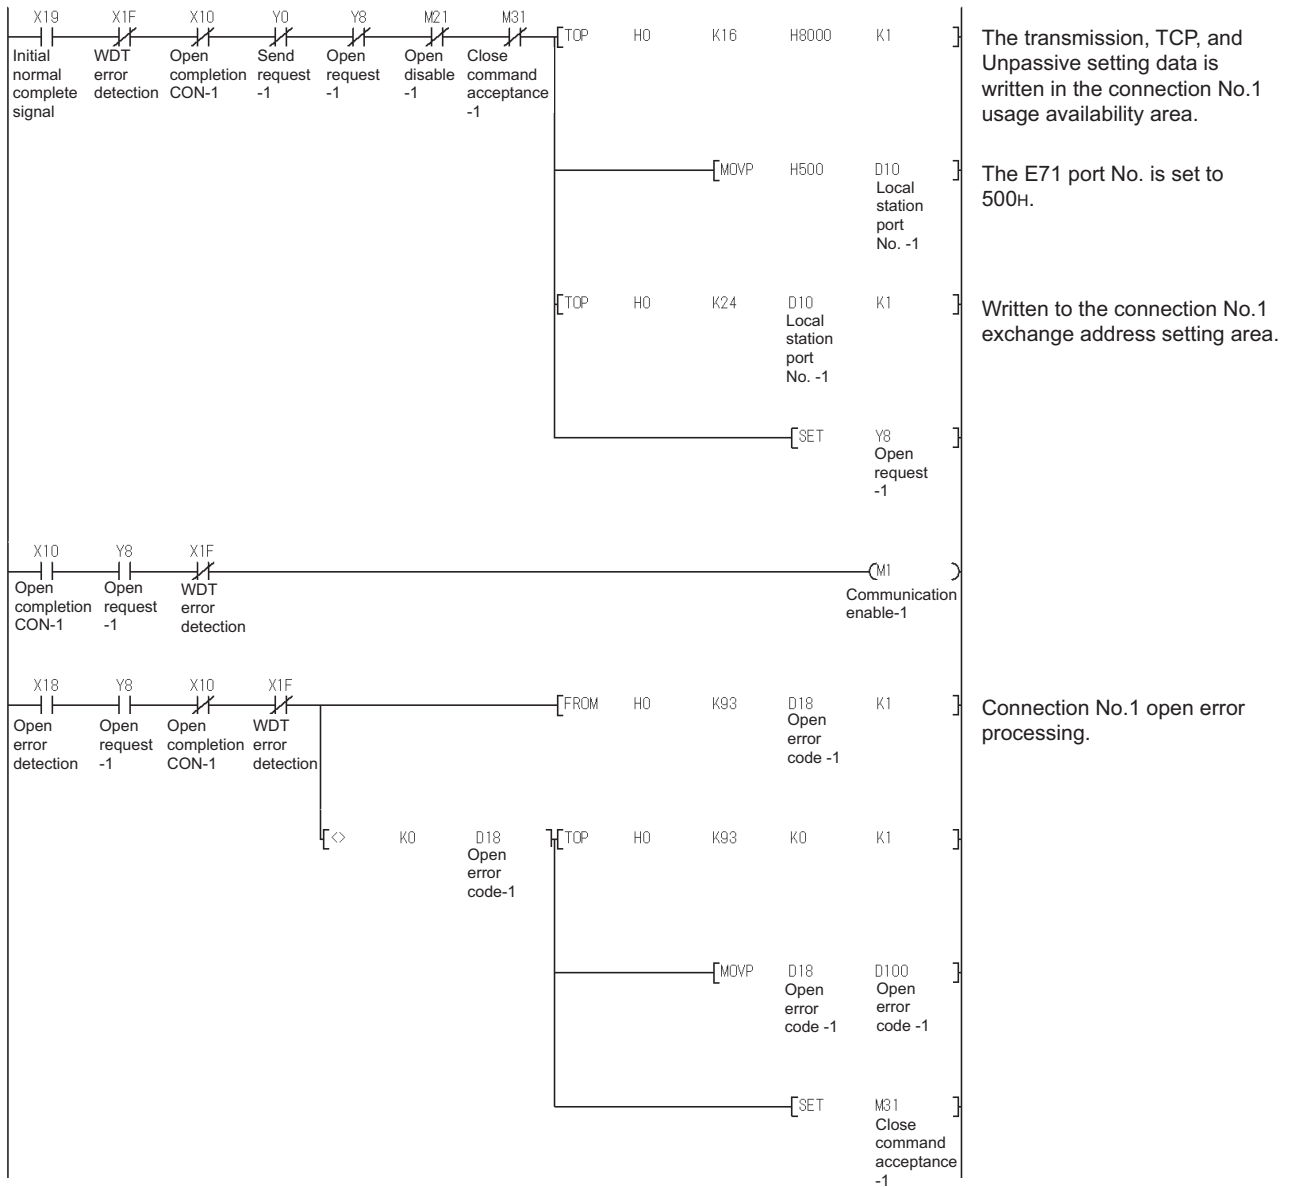 X19 X1F X10 Y0 Y8 M21 M31
Initial normal complete signal
WDT error detection
Open completion CON-1
Send request -1
Open request -1
Open disable -1
Close command acceptance -1
TOP H0 K16 H8000 K1
The transmission, TCP, and
Unpassive setting data is
written in the connection No.1
usage availability area.
MOVP H500 D10
Local
station
port
No. -1
The E71 port No. is set to
500H.
TOP H0 K24 D10 K1
Local
station
port
No. -1
Written to the connection No.1
exchange address setting area.
SET Y8
Open
request
-1
X10 Y8 X1F
Open completion CON-1
Open request -1
WDT error detection
M1
Communication
enable-1
X18 Y8 X10 X1F
Open error detection
Open request -1
Open completion CON-1
WDT error detection
FROM H0 K93 D18 K1
Open
error
code -1
Connection No.1 open error
processing.
<> K0 D18
Open
error
code-1
TOP H0 K93 K0 K1
MOVP D18 D100
Open error code -1
Open error code -1
SET M31
Close
command
acceptance
-1